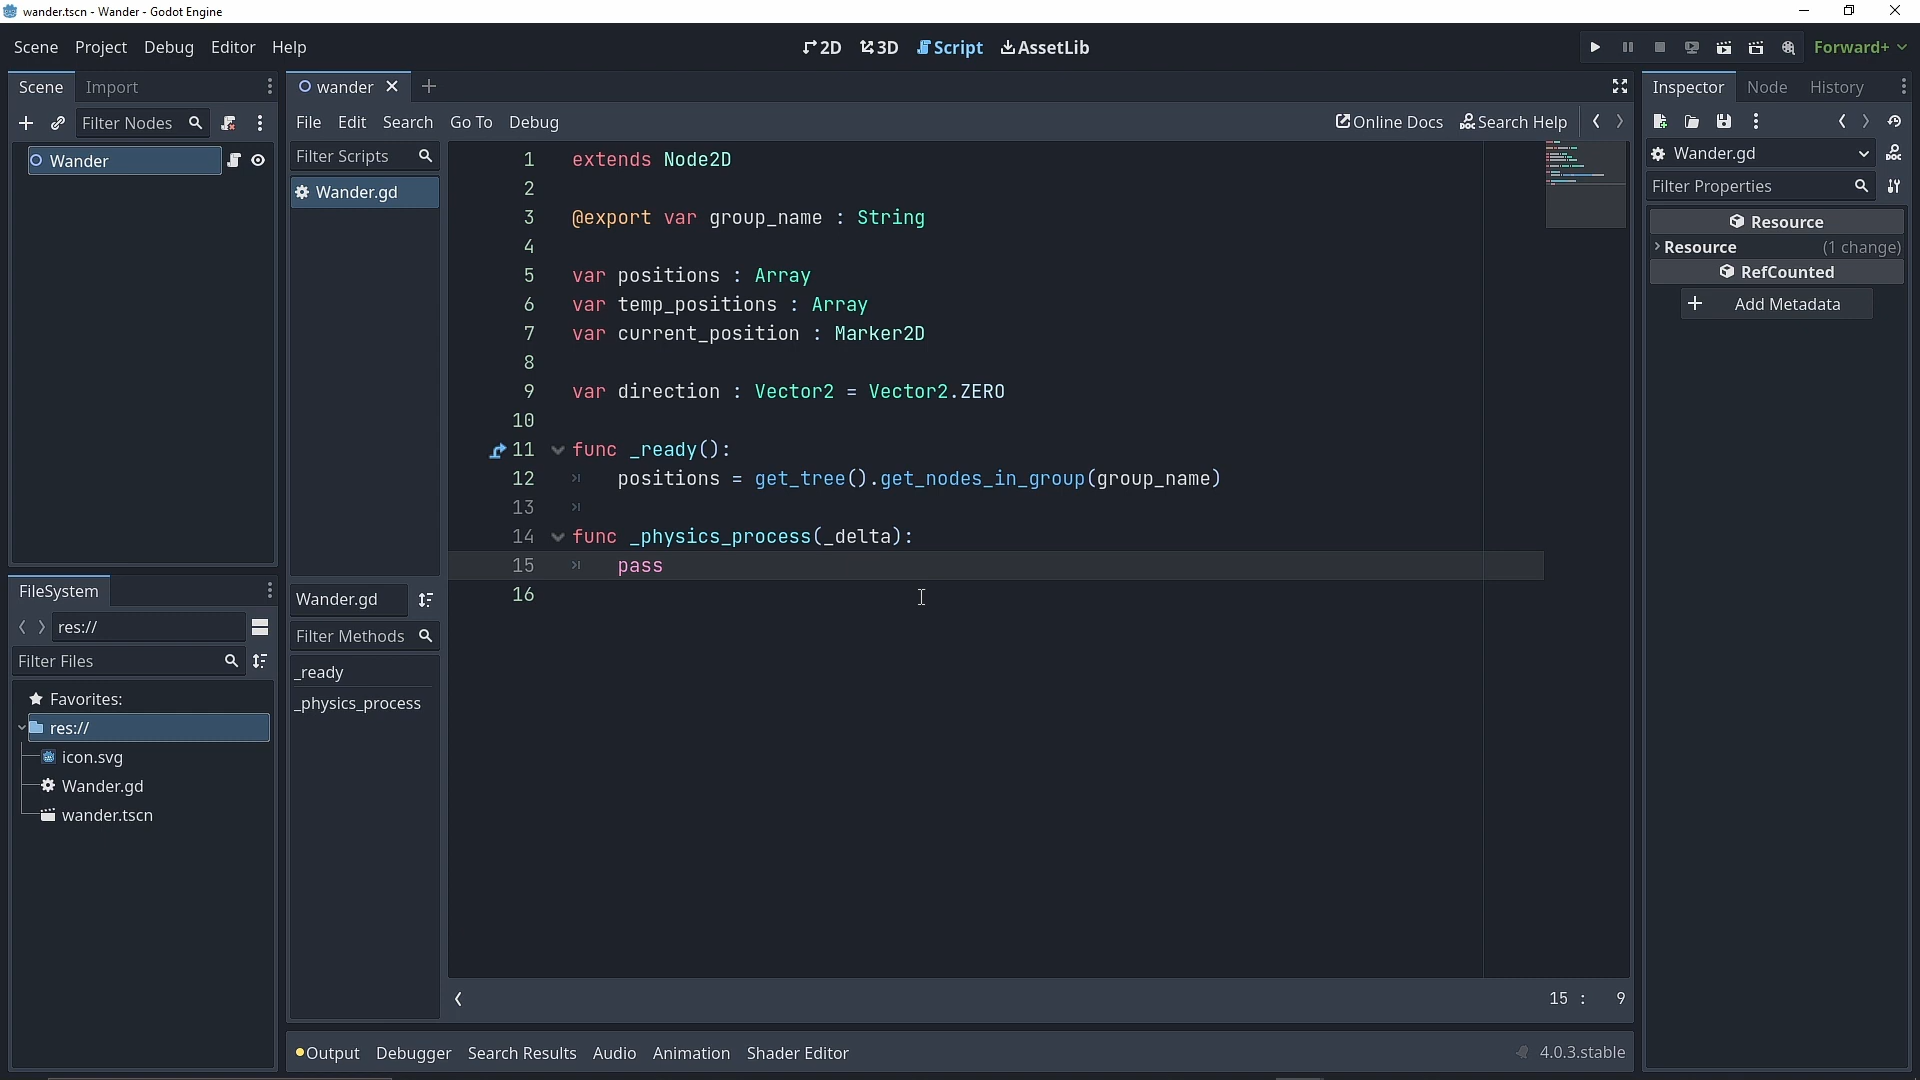 wander.tscn - Wander - Godot Engine
Scene Project Debug Editor Help
2D 3D Script AssetLib
Forward+
Scene Import
Filter Nodes
Wander
FileSystem
res://
Filter Files
Favorites:
res://
icon.svg
Wander.gd
wander.tscn
wander
File Edit Search Go To Debug
Online Docs Search Help
Filter Scripts
Wander.gd
Wander.gd
Filter Methods
_ready
_physics_process
1 extends Node2D
2
3 @export var group_name : String
4
5 var positions : Array
6 var temp_positions : Array
7 var current_position : Marker2D
8
9 var direction : Vector2 = Vector2.ZERO
10
11 func _ready():
12 positions = get_tree().get_nodes_in_group(group_name)
13
14 func _physics_process(_delta):
15 pass
16
15 : 9
Output Debugger Search Results Audio Animation Shader Editor
4.0.3.stable
Inspector Node History
Wander.gd
Filter Properties
Resource
Resource (1 change)
RefCounted
Add Metadata